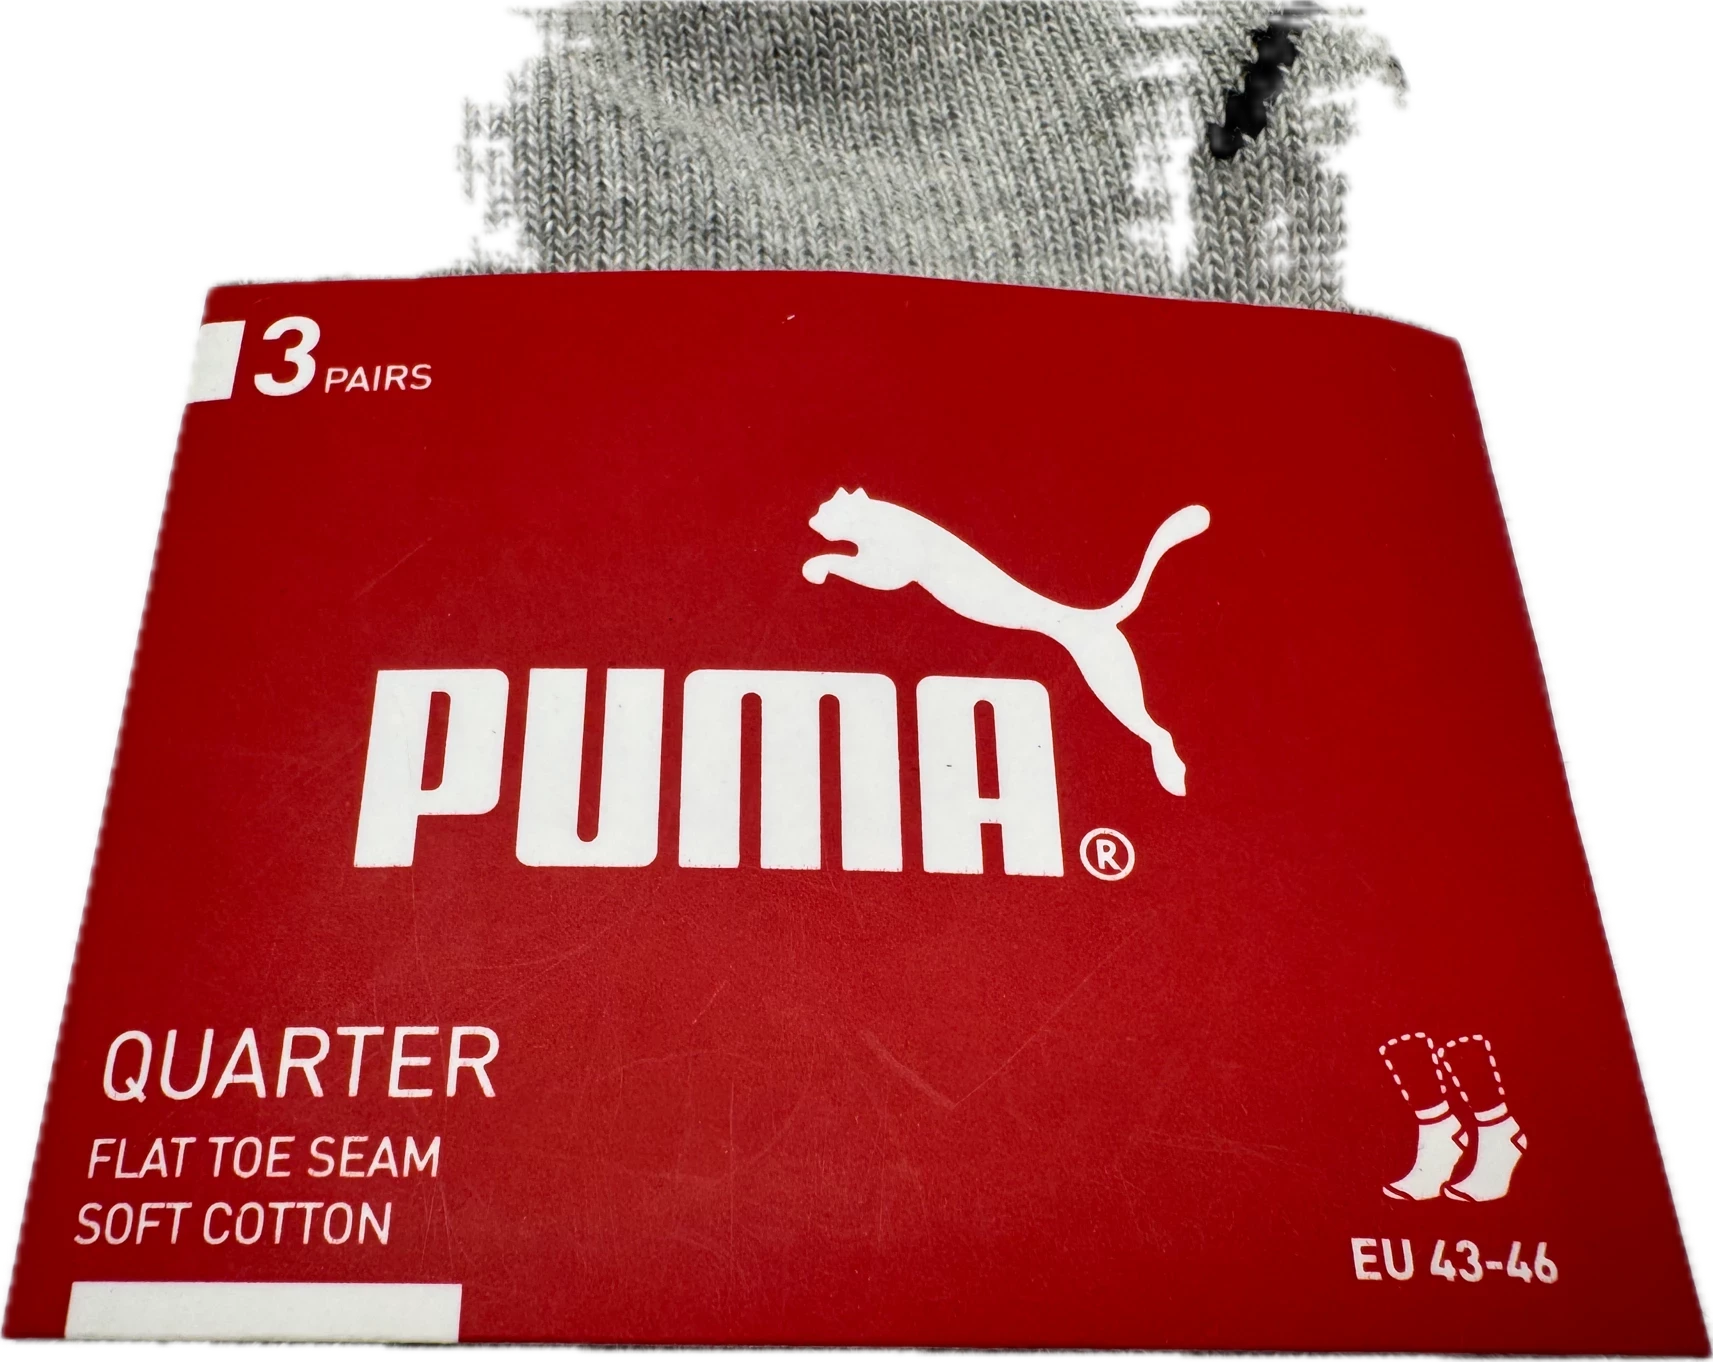 3 PAIRS
PUMA®
QUARTER
FLAT TOE SEAM
SOFT COTTON
EU 43-46